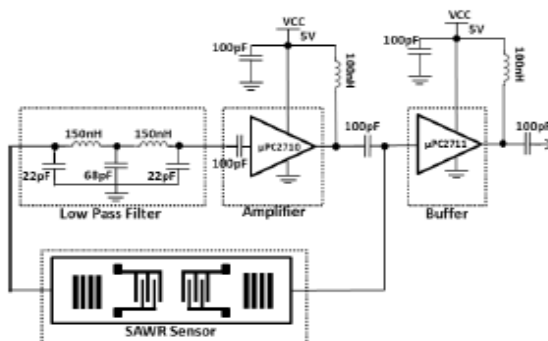 VCC
5V
100pF
100nH
VCC
5V
100pF
100nH
150nH
150nH
22pF
68pF
22pF
100pF
μPC2710
100pF
μPC2711
100pF
Low Pass Filter
Amplifier
Buffer
SAWR Sensor